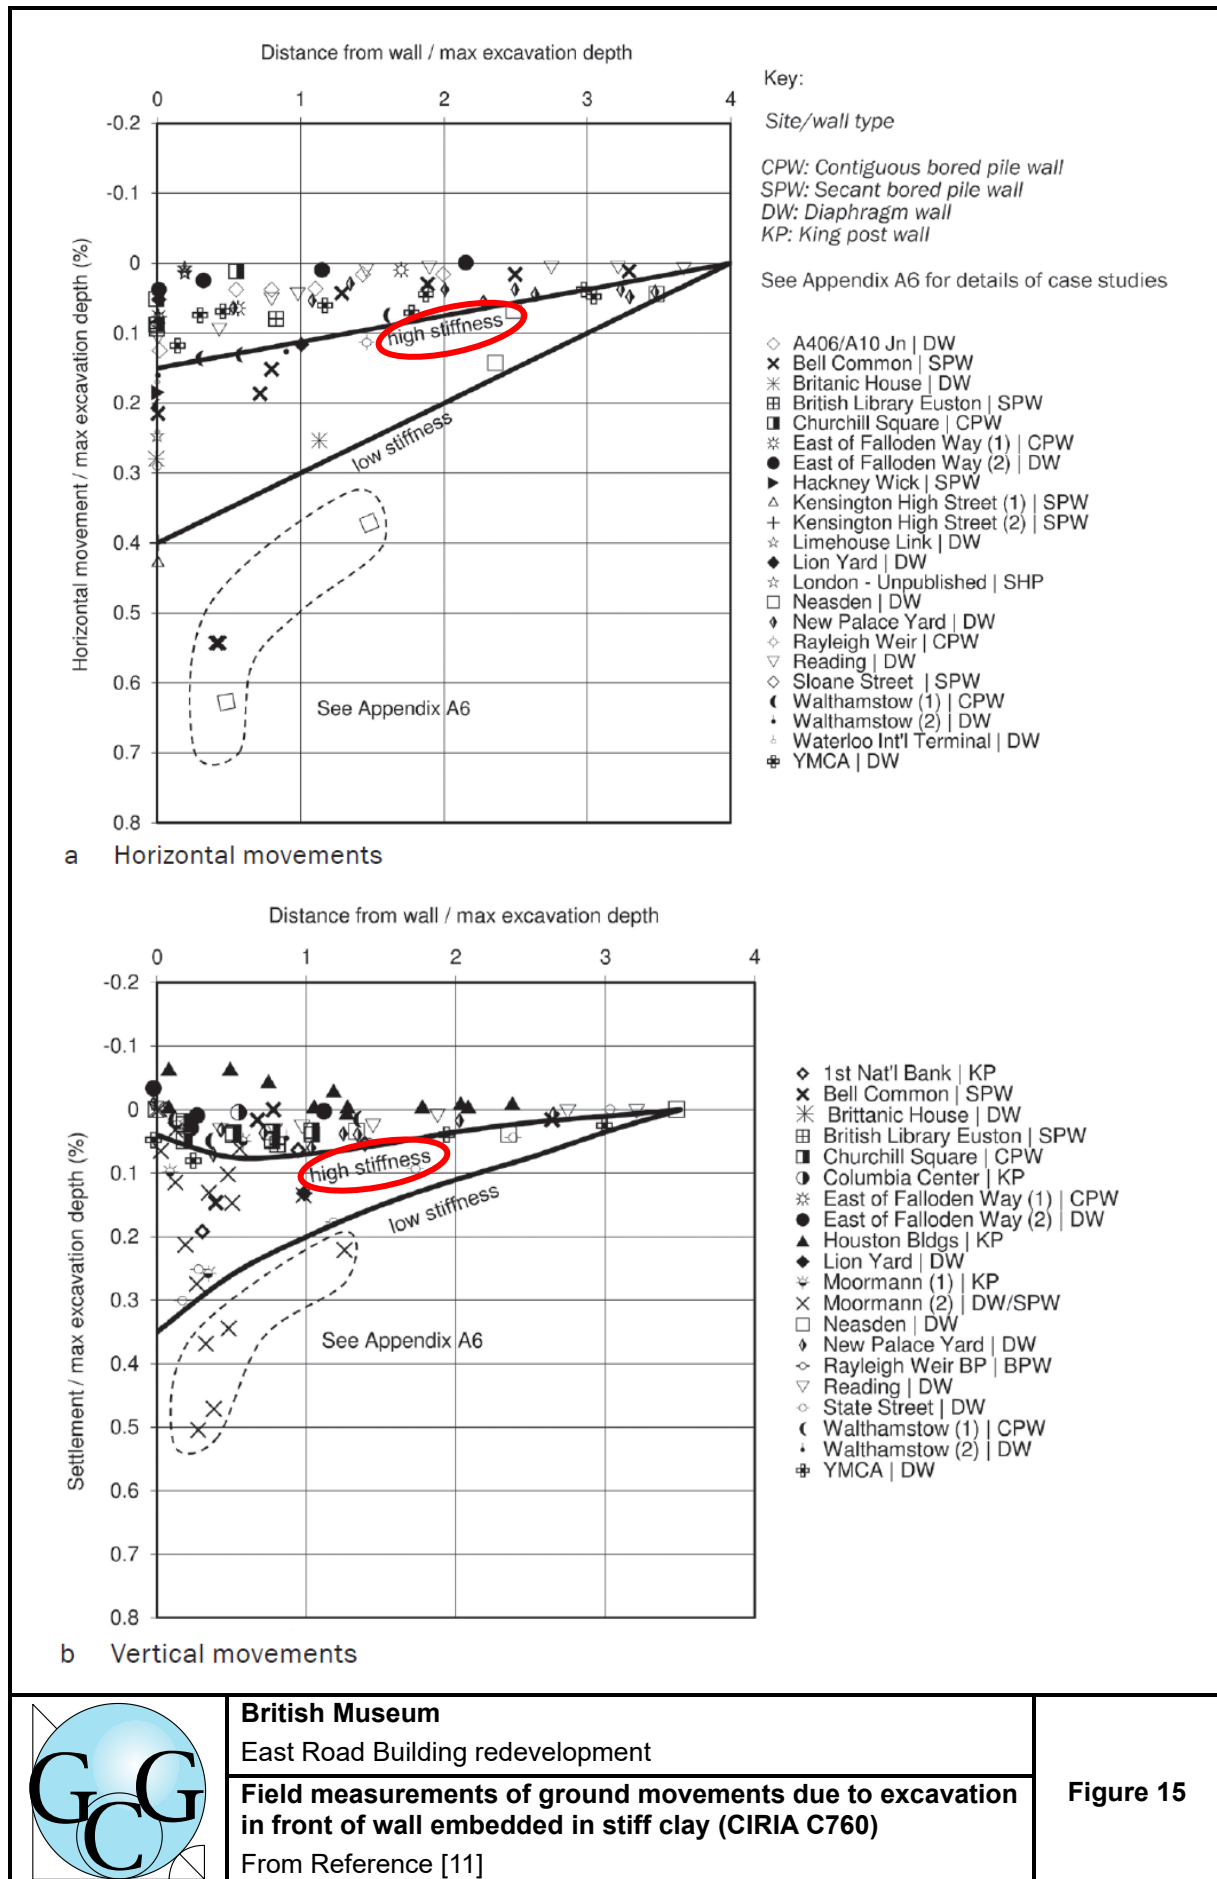 Distance from wall / max excavation depth
0 1 2 3 4
-0.2
-0.1
0
0.1
0.2
0.3
0.4
0.5
0.6
0.7
0.8
Horizontal movement / max excavation depth (%)
high stiffness
low stiffness
See Appendix A6
Key:
Site/wall type
CPW: Contiguous bored pile wall
SPW: Secant bored pile wall
DW: Diaphragm wall
KP: King post wall
See Appendix A6 for details of case studies
A406/A10 Jn | DW
Bell Common | SPW
Britanic House | DW
British Library Euston | SPW
Churchill Square | CPW
East of Falloden Way (1) | CPW
East of Falloden Way (2) | DW
Hackney Wick | SPW
Kensington High Street (1) | SPW
Kensington High Street (2) | SPW
Limehouse Link | DW
Lion Yard | DW
London - Unpublished | SHP
Neasden | DW
New Palace Yard | DW
Rayleigh Weir | CPW
Reading | DW
Sloane Street | SPW
Walthamstow (1) | CPW
Walthamstow (2) | DW
Waterloo Int'l Terminal | DW
YMCA | DW
a Horizontal movements
Distance from wall / max excavation depth
0 1 2 3 4
-0.2
-0.1
0
0.1
0.2
0.3
0.4
0.5
0.6
0.7
0.8
Settlement / max excavation depth (%)
high stiffness
low stiffness
See Appendix A6
1st Nat'l Bank | KP
Bell Common | SPW
Brittanic House | DW
British Library Euston | SPW
Churchill Square | CPW
Columbia Center | KP
East of Falloden Way (1) | CPW
East of Falloden Way (2) | DW
Houston Bldgs | KP
Lion Yard | DW
Moormann (1) | KP
Moormann (2) | DW/SPW
Neasden | DW
New Palace Yard | DW
Rayleigh Weir BP | BPW
Reading | DW
State Street | DW
Walthamstow (1) | CPW
Walthamstow (2) | DW
YMCA | DW
b Vertical movements
GCG
British Museum
East Road Building redevelopment
Field measurements of ground movements due to excavation
in front of wall embedded in stiff clay (CIRIA C760)
From Reference [11]
Figure 15